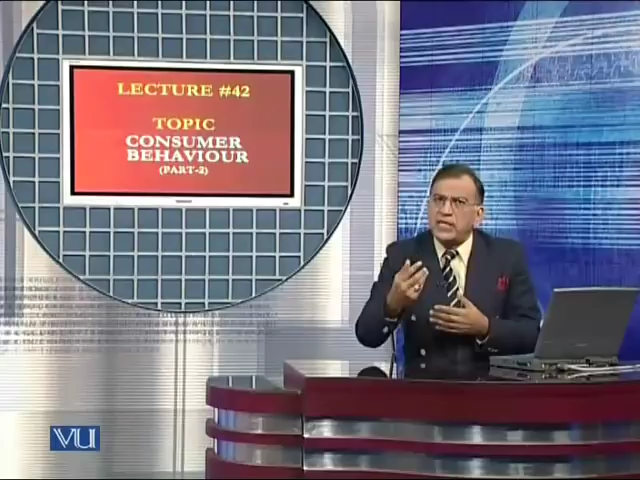 LECTURE #42
TOPIC
CONSUMER
BEHAVIOUR
(PART-2)
VU